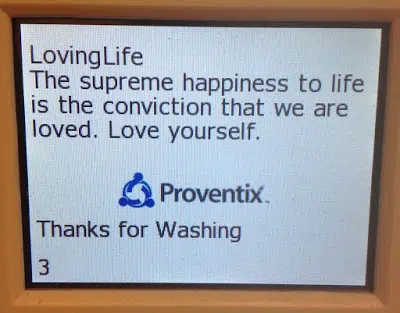 LovingLife
The supreme happiness to life
is the conviction that we are
loved. Love yourself.
Proventix™
Thanks for Washing
3